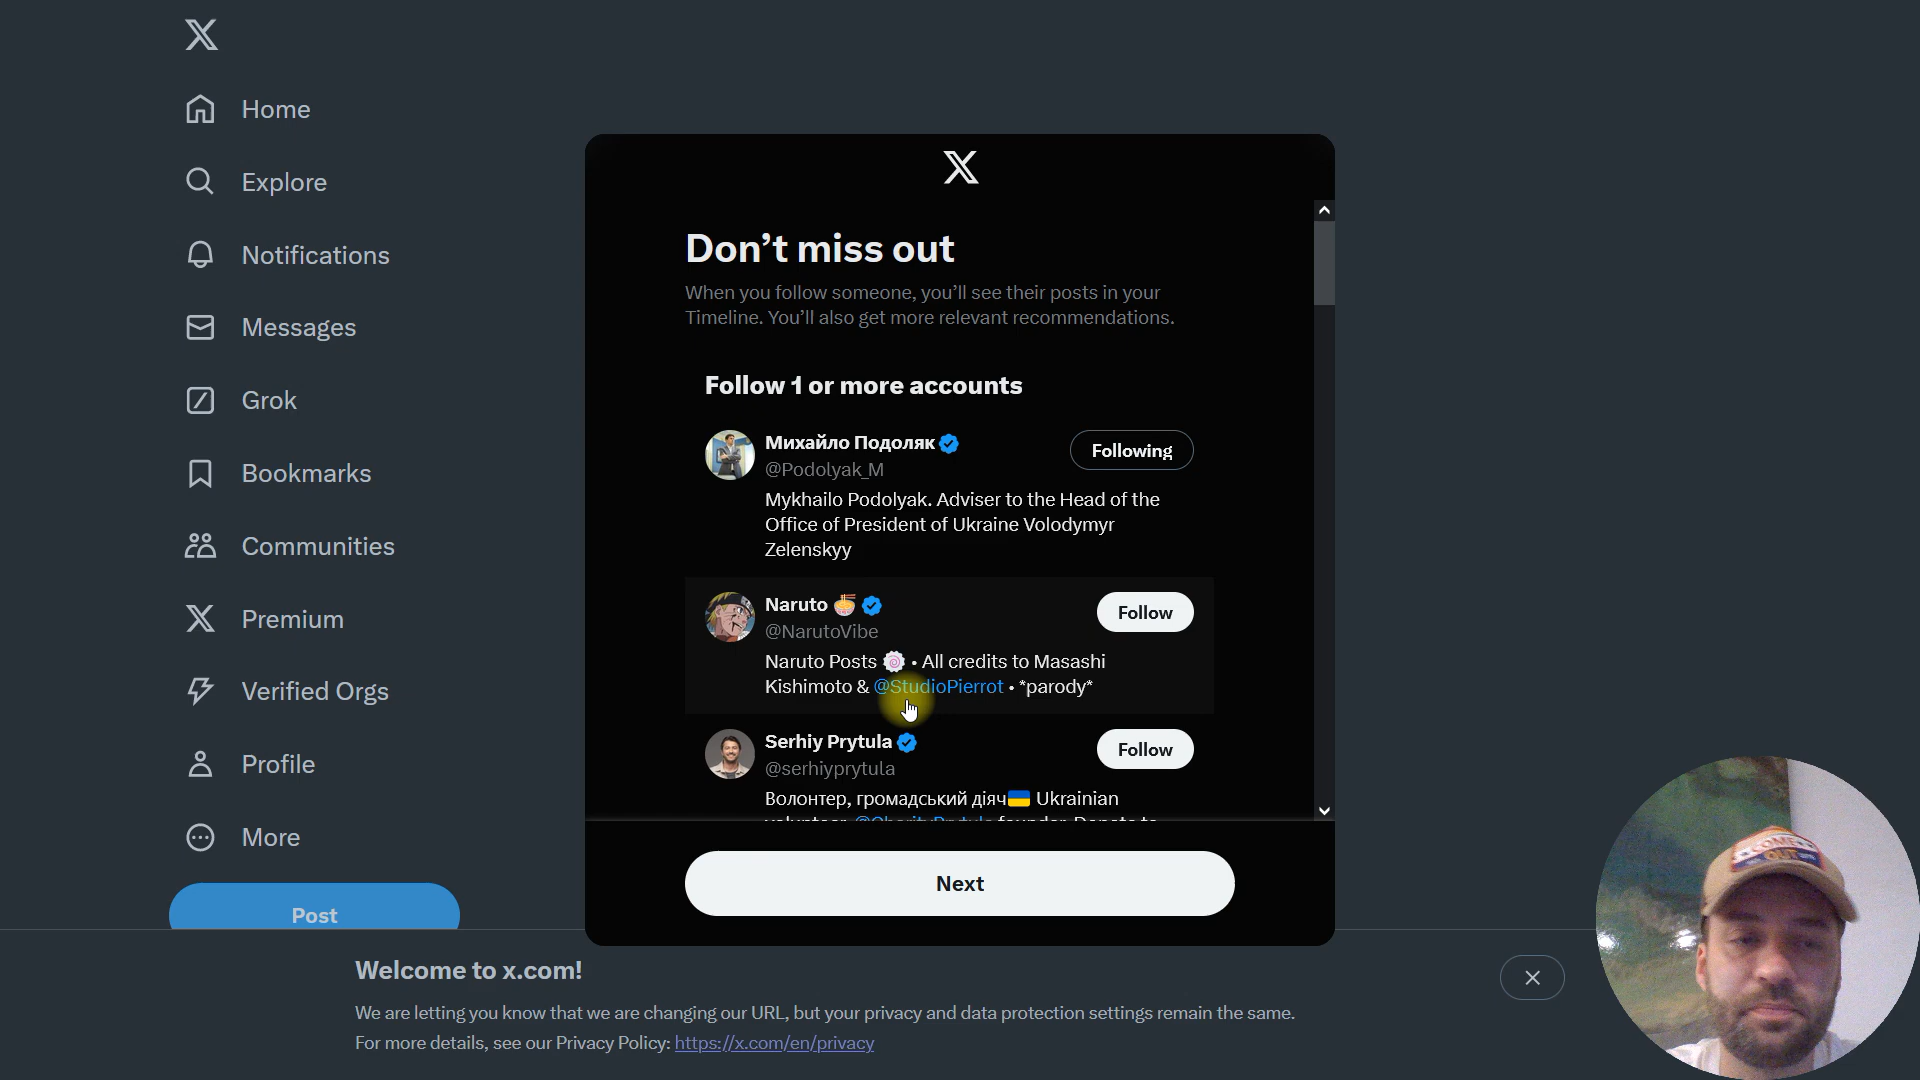 Home
Explore
Notifications
Messages
Grok
Bookmarks
Communities
Premium
Verified Orgs
Profile
More
Post
Don’t miss out
When you follow someone, you’ll see their posts in your
Timeline. You’ll also get more relevant recommendations.
Follow 1 or more accounts
Михайло Подоляк
@Podolyak_M
Following
Mykhailo Podolyak. Adviser to the Head of the
Office of President of Ukraine Volodymyr
Zelenskyy
Naruto 🍜
@NarutoVibe
Follow
Naruto Posts 🍥 • All credits to Masashi
Kishimoto & @StudioPierrot • *parody*
Serhiy Prytula
@serhiyprytula
Follow
Волонтер, громадський діяч🇺🇦 Ukrainian
Next
Welcome to x.com!
We are letting you know that we are changing our URL, but your privacy and data protection settings remain the same.
For more details, see our Privacy Policy: https://x.com/en/privacy